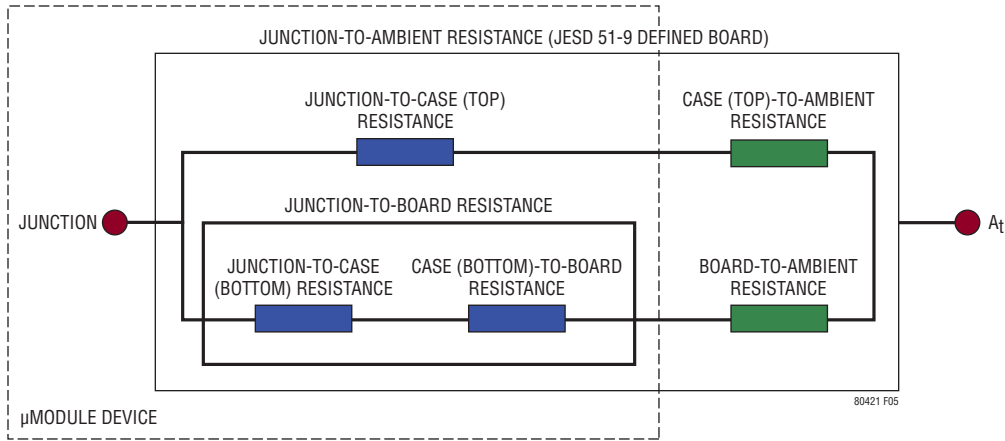 JUNCTION-TO-AMBIENT RESISTANCE (JESD 51-9 DEFINED BOARD)
JUNCTION-TO-CASE (TOP)
RESISTANCE
CASE (TOP)-TO-AMBIENT
RESISTANCE
JUNCTION
JUNCTION-TO-BOARD RESISTANCE
At
JUNCTION-TO-CASE
(BOTTOM) RESISTANCE
CASE (BOTTOM)-TO-BOARD
RESISTANCE
BOARD-TO-AMBIENT
RESISTANCE
80421 F05
µMODULE DEVICE